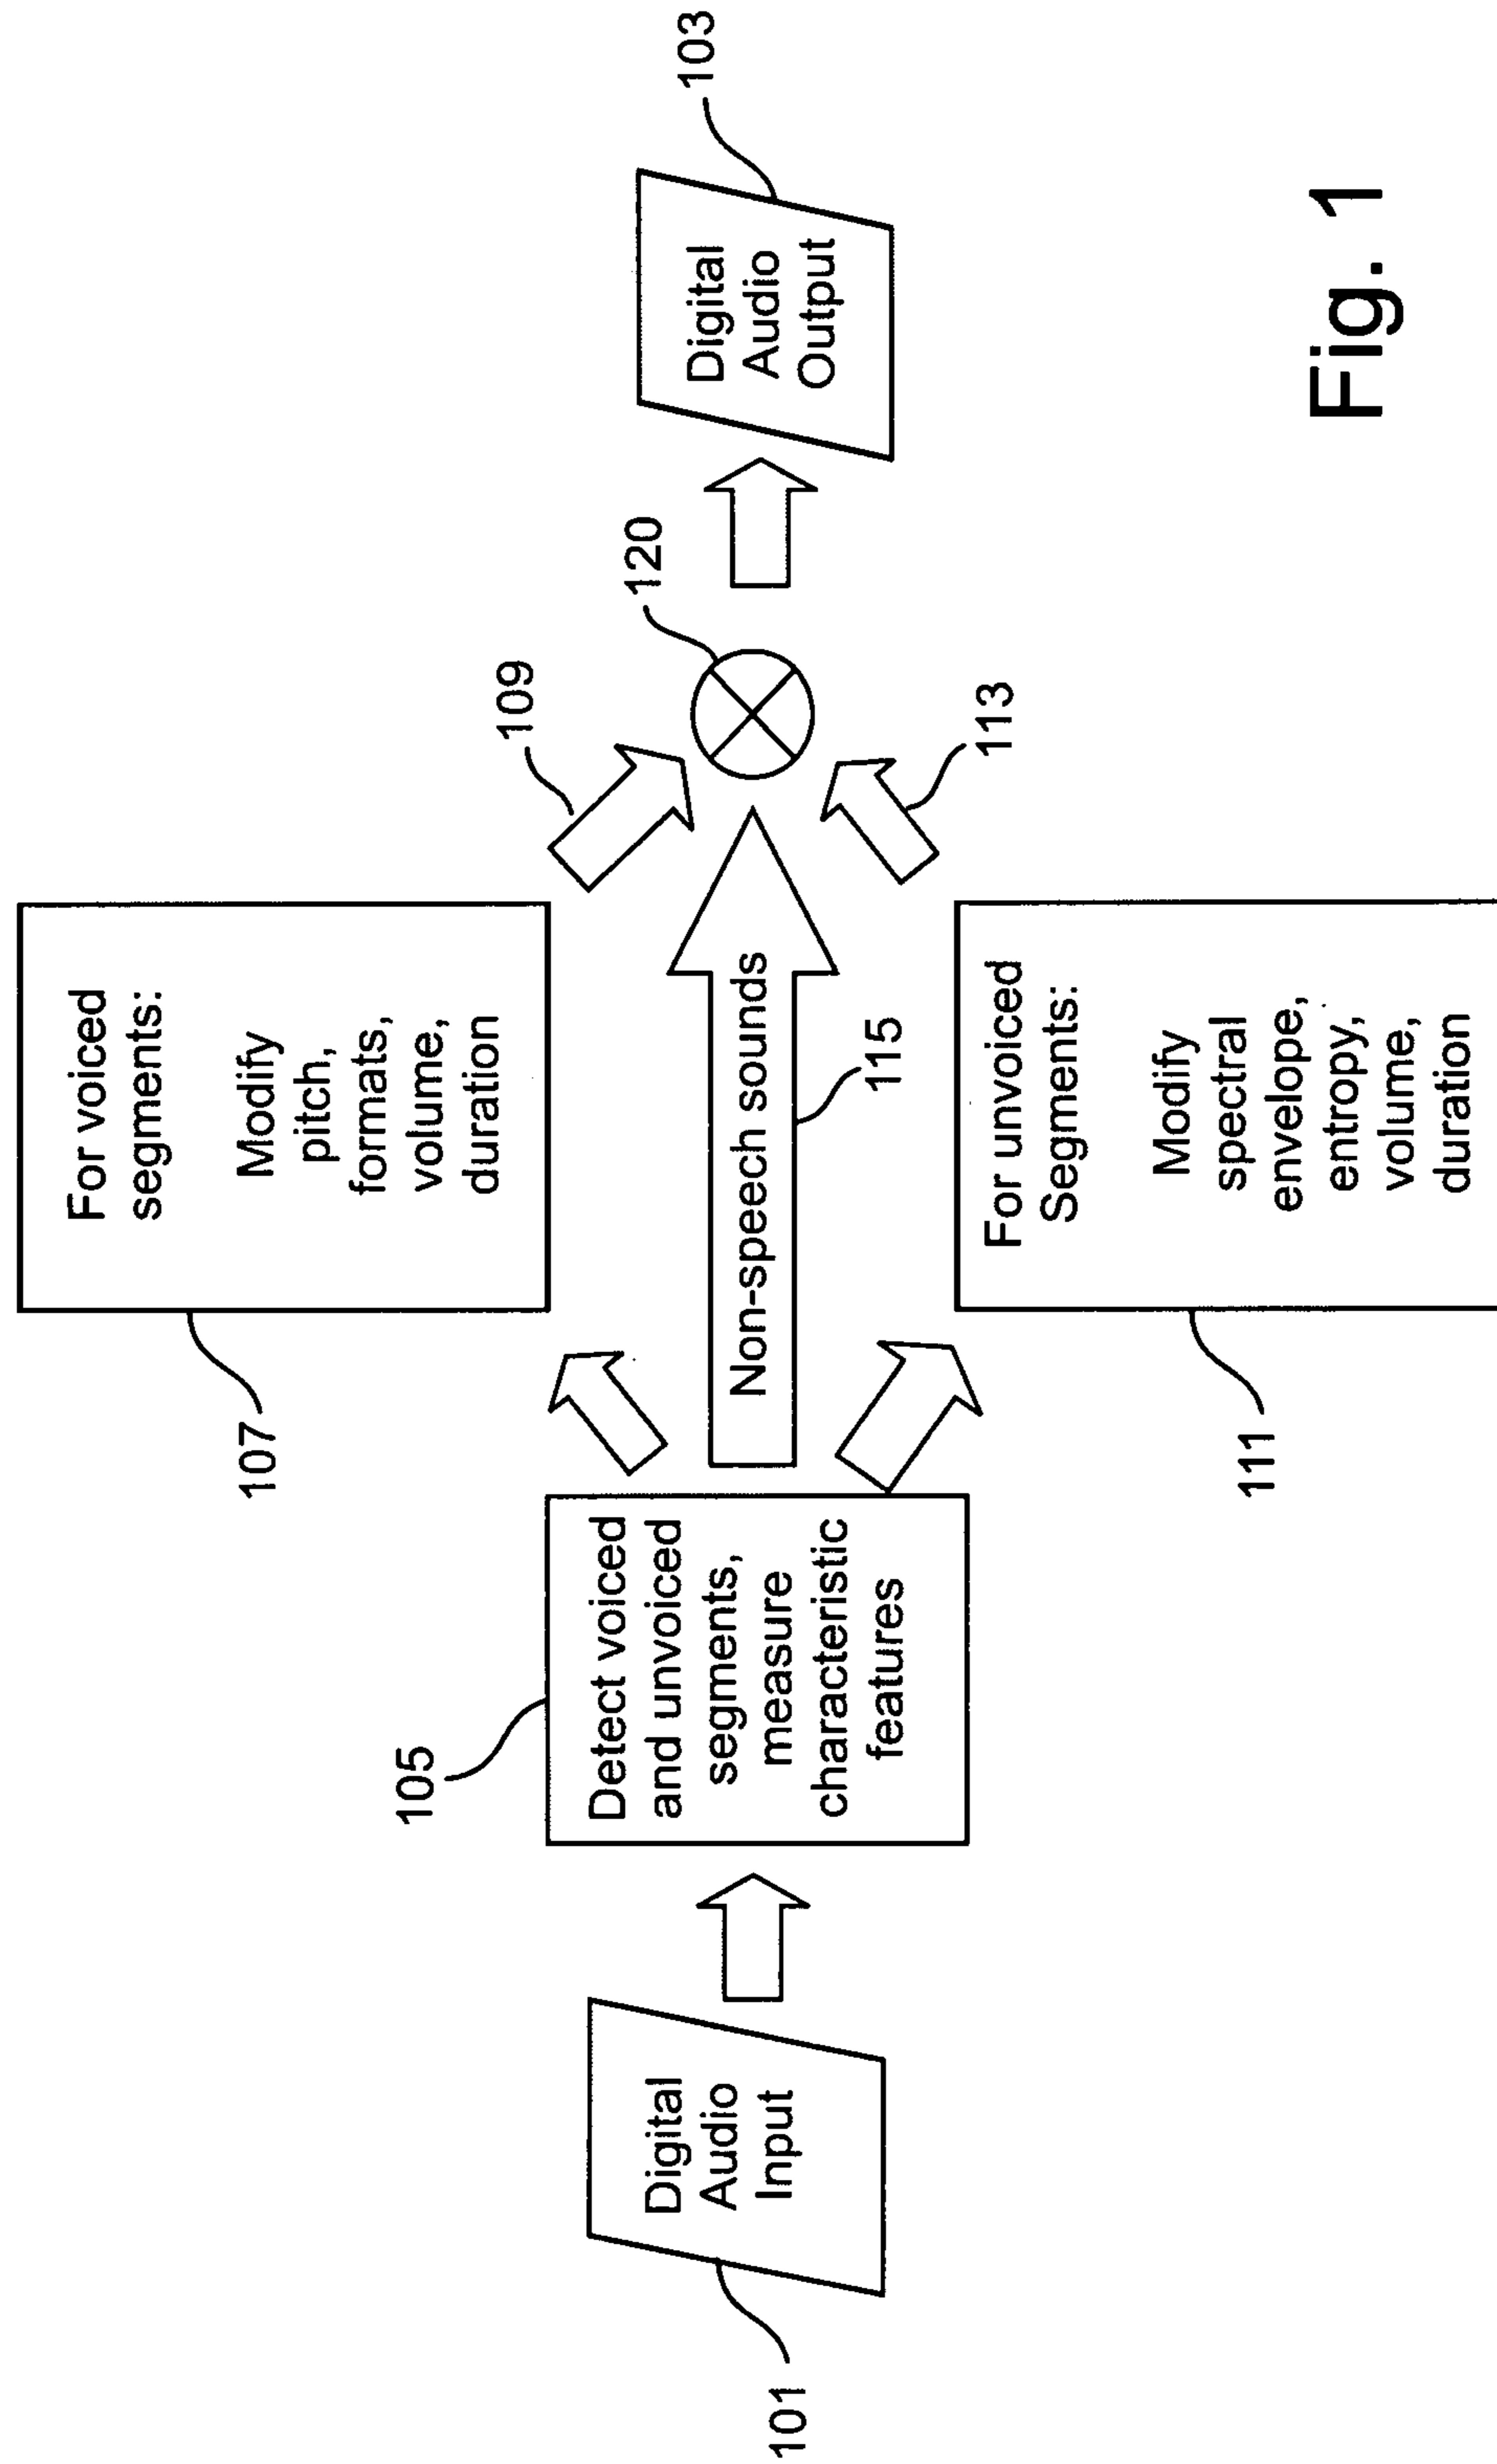 101
Digital
Audio
Input
105
Detect voiced
and unvoiced
segments,
measure
characteristic
features
107
For voiced
segments:
Modify
pitch,
formats,
volume,
duration
109
Non-speech sounds
115
111
For unvoiced
Segments:
Modify
spectral
envelope,
entropy,
volume,
duration
113
120
103
Digital
Audio
Output
Fig. 1